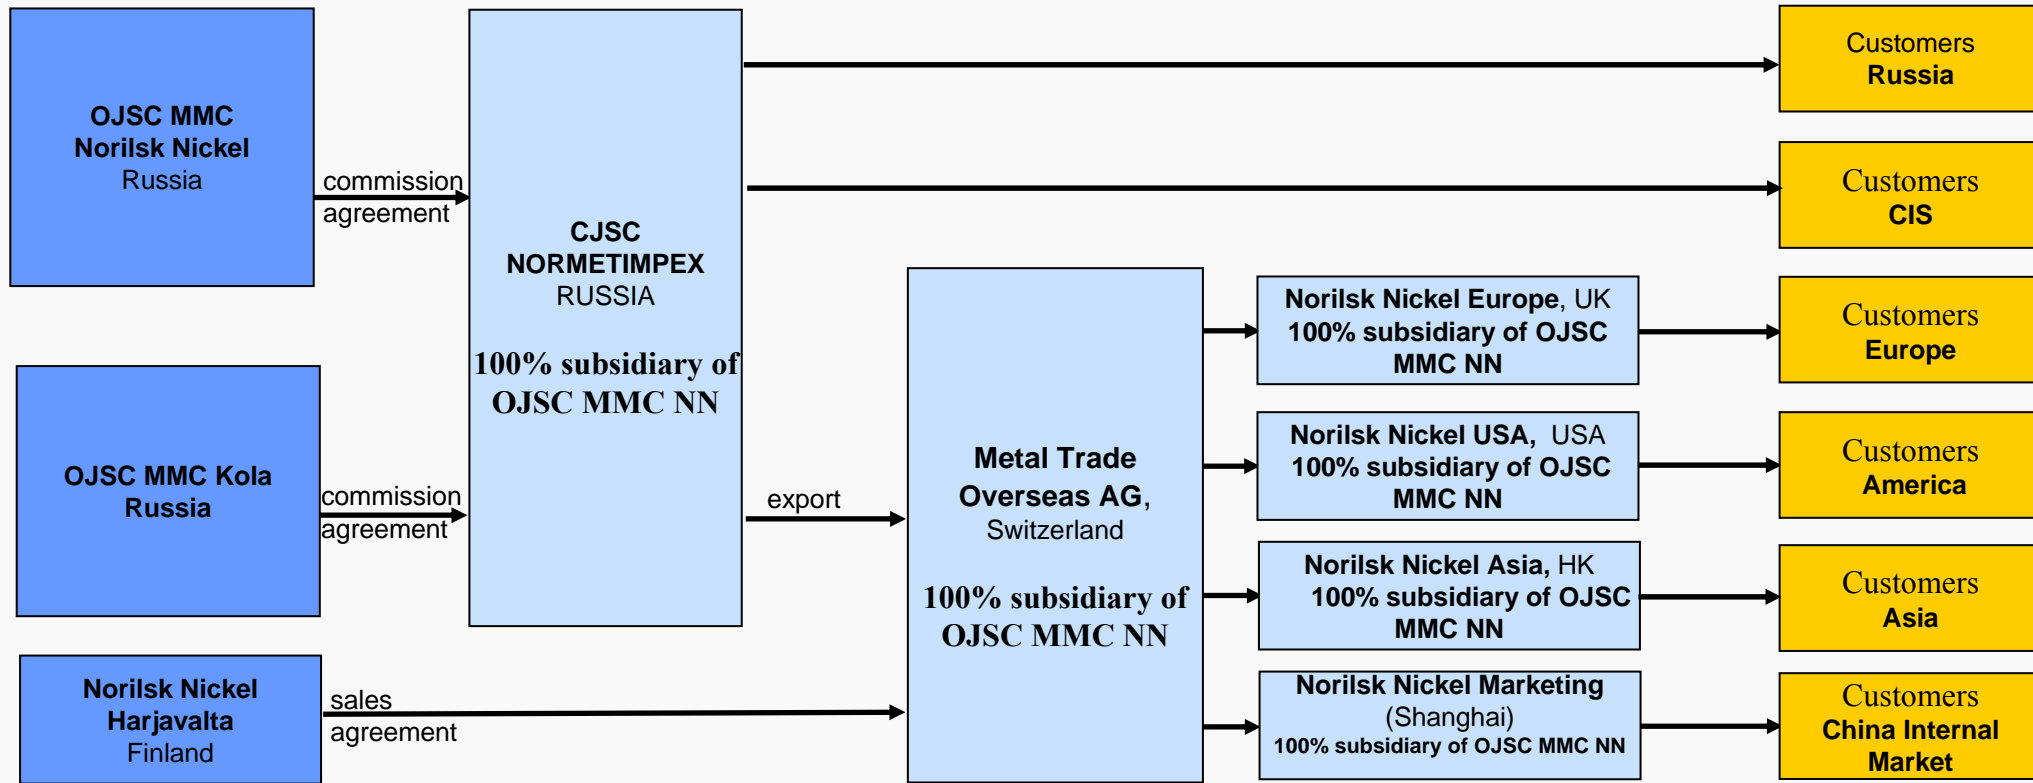 OJSC MMC
Norilsk Nickel
Russia
commission
agreement
OJSC MMC Kola
Russia
commission
agreement
Norilsk Nickel
Harjavalta
Finland
sales
agreement
CJSC
NORMETIMPEX
RUSSIA
100% subsidiary of
OJSC MMC NN
export
Metal Trade
Overseas AG,
Switzerland
100% subsidiary of
OJSC MMC NN
Norilsk Nickel Europe, UK
100% subsidiary of OJSC
MMC NN
Norilsk Nickel USA, USA
100% subsidiary of OJSC
MMC NN
Norilsk Nickel Asia, HK
100% subsidiary of OJSC
MMC NN
Norilsk Nickel Marketing
(Shanghai)
100% subsidiary of OJSC MMC NN
Customers
Russia
Customers
CIS
Customers
Europe
Customers
America
Customers
Asia
Customers
China Internal
Market